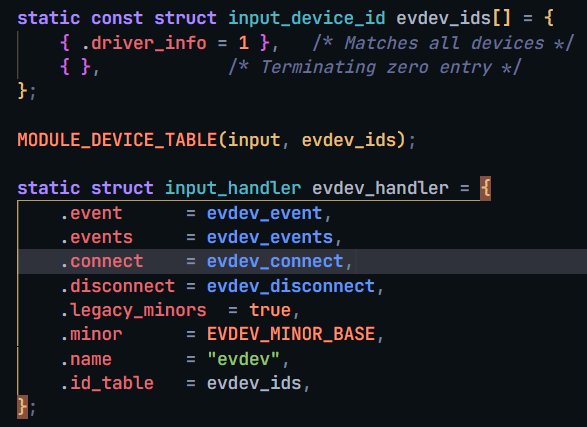 static const struct input_device_id evdev_ids[] = {
    { .driver_info = 1 },   /* Matches all devices */
    { },            /* Terminating zero entry */
};

MODULE_DEVICE_TABLE(input, evdev_ids);

static struct input_handler evdev_handler = {
    .event      = evdev_event,
    .events     = evdev_events,
    .connect    = evdev_connect,
    .disconnect = evdev_disconnect,
    .legacy_minors  = true,
    .minor      = EVDEV_MINOR_BASE,
    .name       = "evdev",
    .id_table   = evdev_ids,
};